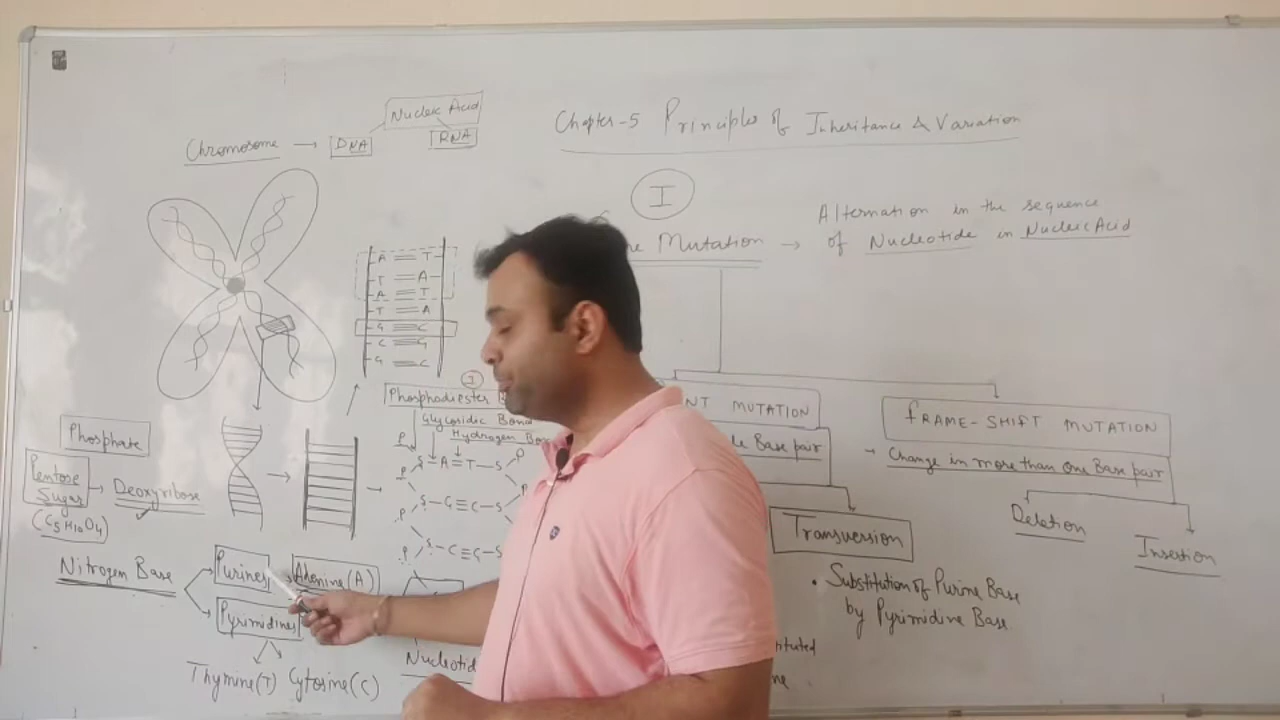 Nucleic Acid
Chromosome → DNA RNA
Chapter-5 Principles of Inheritance & Variation
I
Mutation → Alternation in the sequence
of Nucleotide in Nucleic Acid
A T
T A
A T
T A
G C
C G
G C
I
Phosphodiester
Glycosidic Bond
Hydrogen
P
P S-A=T-S P
P S-G≡C-S
P S-C≡G-S
Phosphate
Pentose
Sugar → Deoxyribose
(C5H10O4)
Nitrogen Base
Purines → Adenine(A)
Pyrimidines
Thymine(T) Cytosine(C)
MUTATION
Base pair
Transversion
• Substitution of Purine Base
by Pyrimidine Base
FRAME-SHIFT MUTATION
→ Change in more than one Base pair
Deletion
Insertion